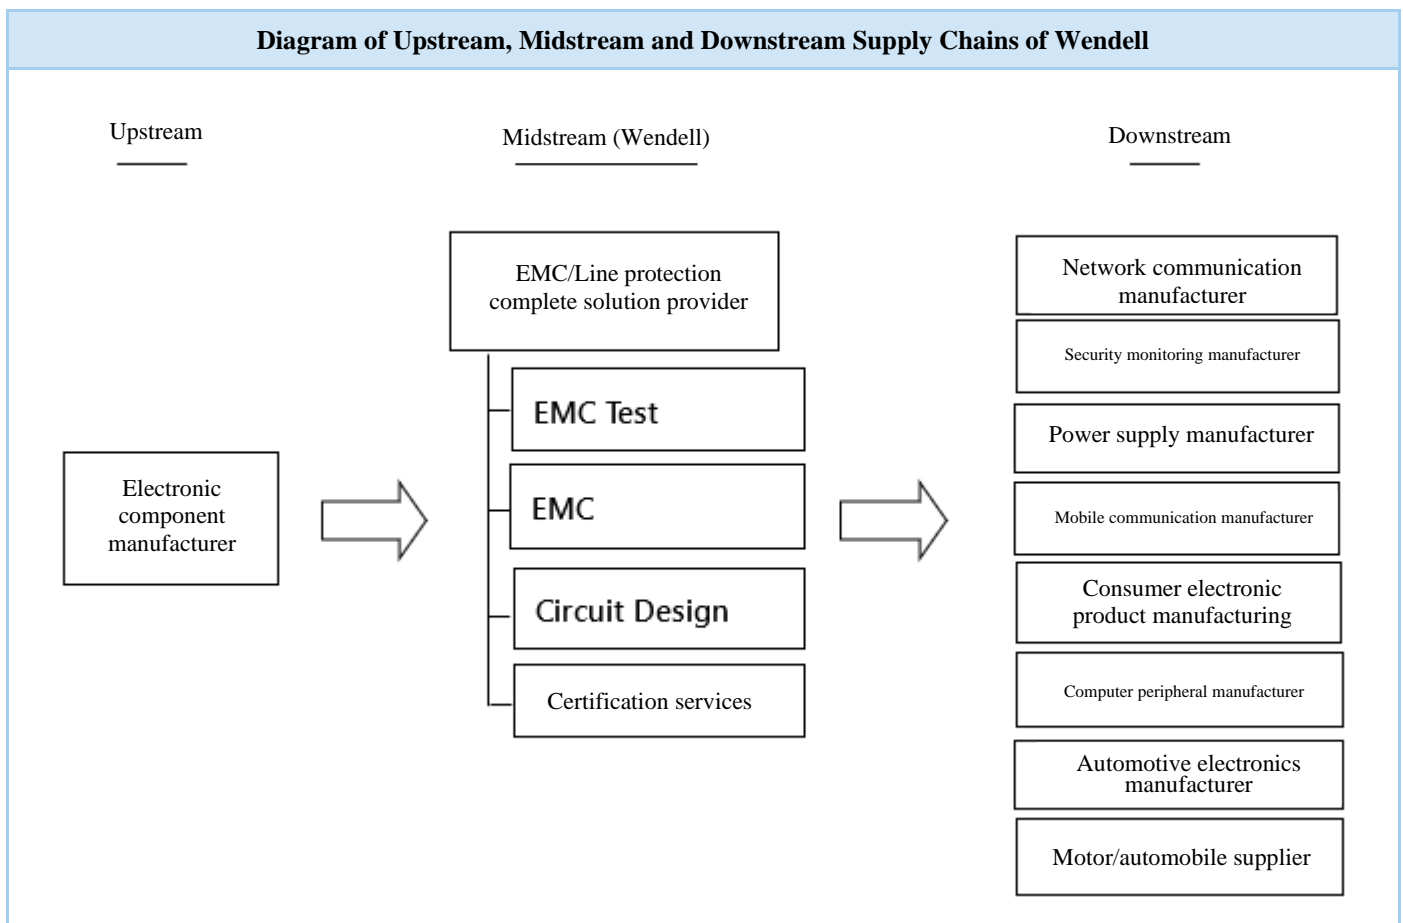 Diagram of Upstream, Midstream and Downstream Supply Chains of Wendell
Upstream
Midstream (Wendell)
Downstream
Electronic
component
manufacturer
EMC/Line protection
complete solution provider
EMC Test
EMC
Circuit Design
Certification services
Network communication
manufacturer
Security monitoring manufacturer
Power supply manufacturer
Mobile communication manufacturer
Consumer electronic
product manufacturing
Computer peripheral manufacturer
Automotive electronics
manufacturer
Motor/automobile supplier